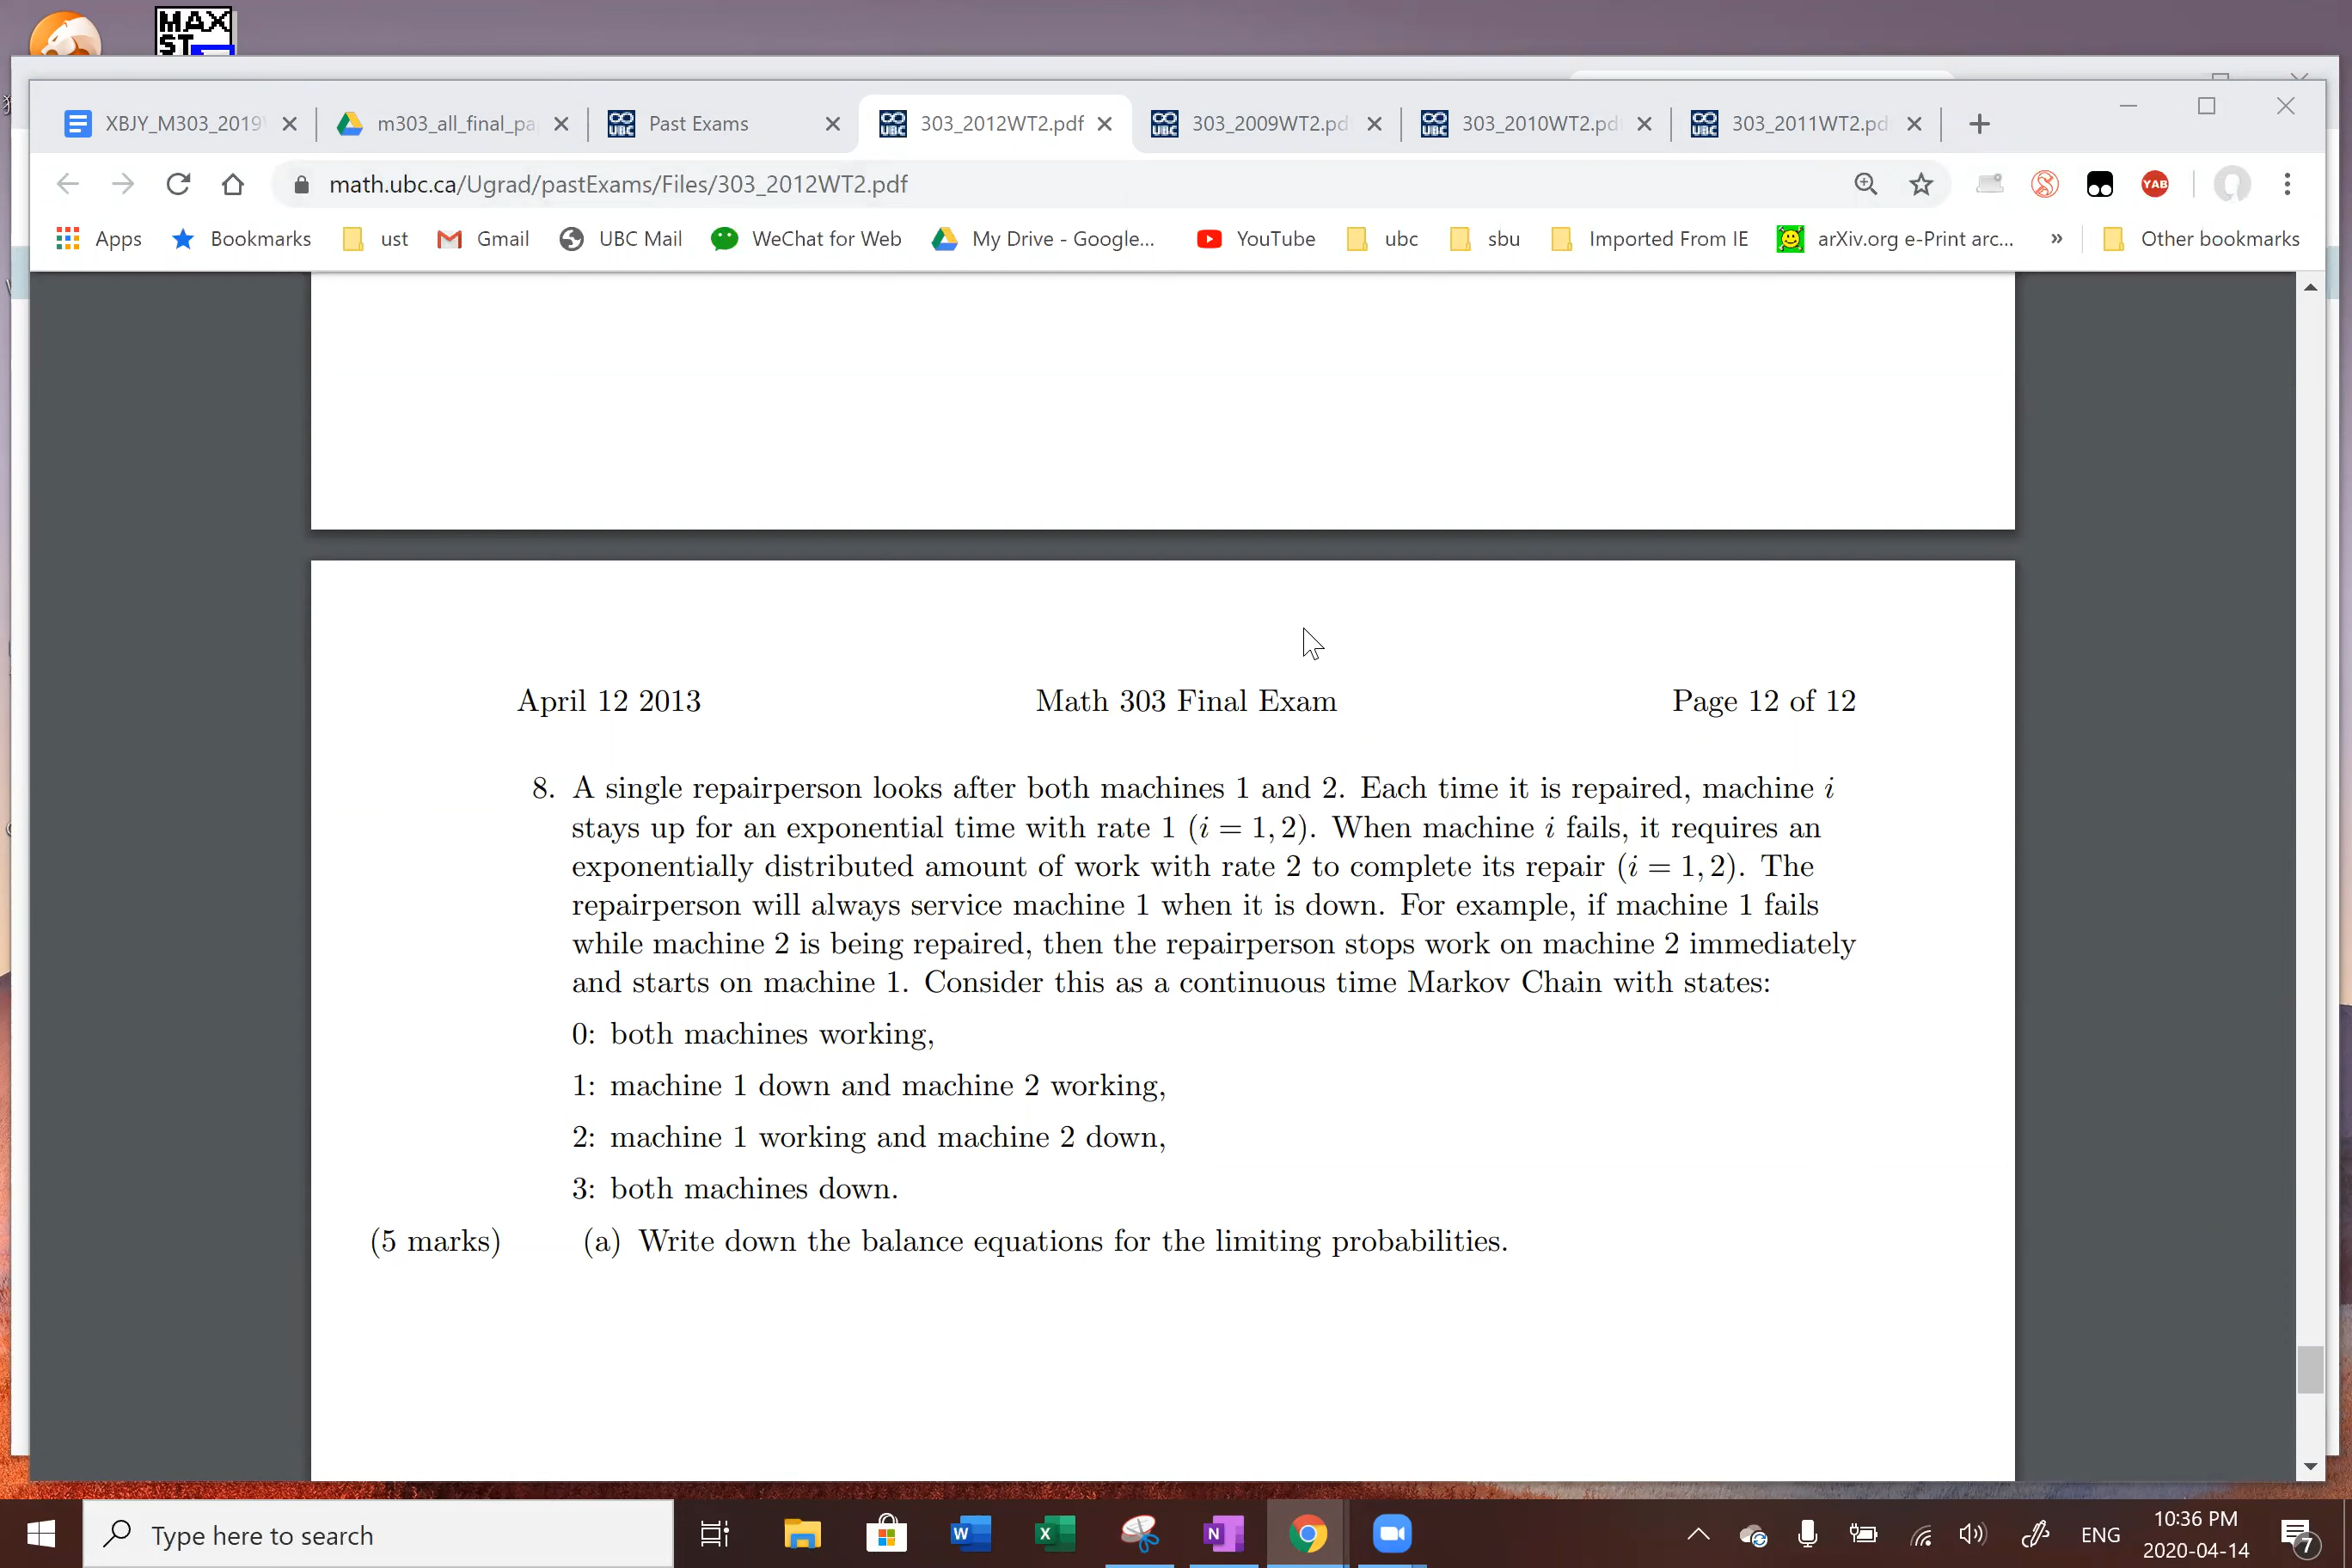 MAX
ST
XBJY_M303_2019
m303_all_final_pa
Past Exams
303_2012WT2.pdf
303_2009WT2.pd
303_2010WT2.pd
303_2011WT2.pd
math.ubc.ca/Ugrad/pastExams/Files/303_2012WT2.pdf
YAB
Apps
Bookmarks
ust
Gmail
UBC Mail
WeChat for Web
My Drive - Google...
YouTube
ubc
sbu
Imported From IE
arXiv.org e-Print arc...
»
Other bookmarks
April 12 2013 Math 303 Final Exam Page 12 of 12
8. A single repairperson looks after both machines 1 and 2. Each time it is repaired, machine i
stays up for an exponential time with rate 1 (i = 1, 2). When machine i fails, it requires an
exponentially distributed amount of work with rate 2 to complete its repair (i = 1, 2). The
repairperson will always service machine 1 when it is down. For example, if machine 1 fails
while machine 2 is being repaired, then the repairperson stops work on machine 2 immediately
and starts on machine 1. Consider this as a continuous time Markov Chain with states:
0: both machines working,
1: machine 1 down and machine 2 working,
2: machine 1 working and machine 2 down,
3: both machines down.
(5 marks) (a) Write down the balance equations for the limiting probabilities.
Type here to search
ENG
10:36 PM
2020-04-14
7